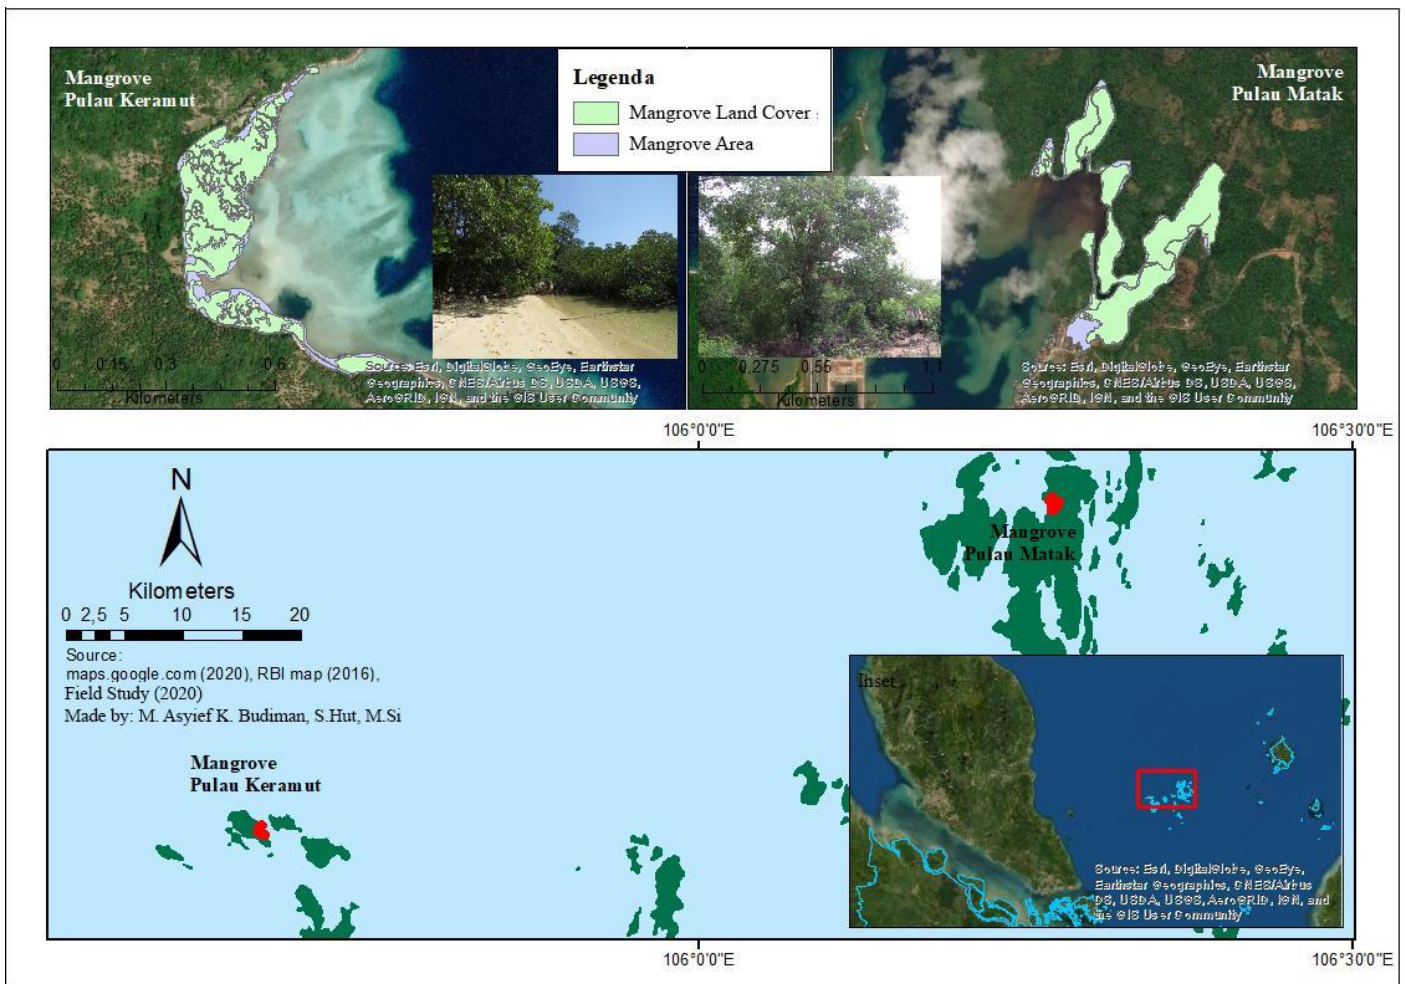 Mangrove
Pulau Keramut
Legenda
Mangrove Land Cover
Mangrove Area
Mangrove
Pulau Matak
0 0.15 0.3 0.6
Kilometers
Source: Esri, DigitalGlobe, GeoEye, Earthstar
Geographics, CNES/Airbus DS, USDA, USGS,
AeroGRID, IGN, and the GIS User Community
0 0.275 0.55 1.1
Kilometers
Source: Esri, DigitalGlobe, GeoEye, Earthstar
Geographics, CNES/Airbus DS, USDA, USGS,
AeroGRID, IGN, and the GIS User Community
106°0'0"E
106°30'0"E
N
Kilometers
0 2,5 5 10 15 20
Source:
maps.google.com (2020), RBI map (2016),
Field Study (2020)
Made by: M. Asyief K. Budiman, S.Hut, M.Si
Mangrove
Pulau Matak
Mangrove
Pulau Keramut
Inset
Source: Esri, DigitalGlobe, GeoEye,
Earthstar Geographics, CNES/Airbus
DS, USDA, USGS, AeroGRID, IGN, and
the GIS User Community
106°0'0"E
106°30'0"E